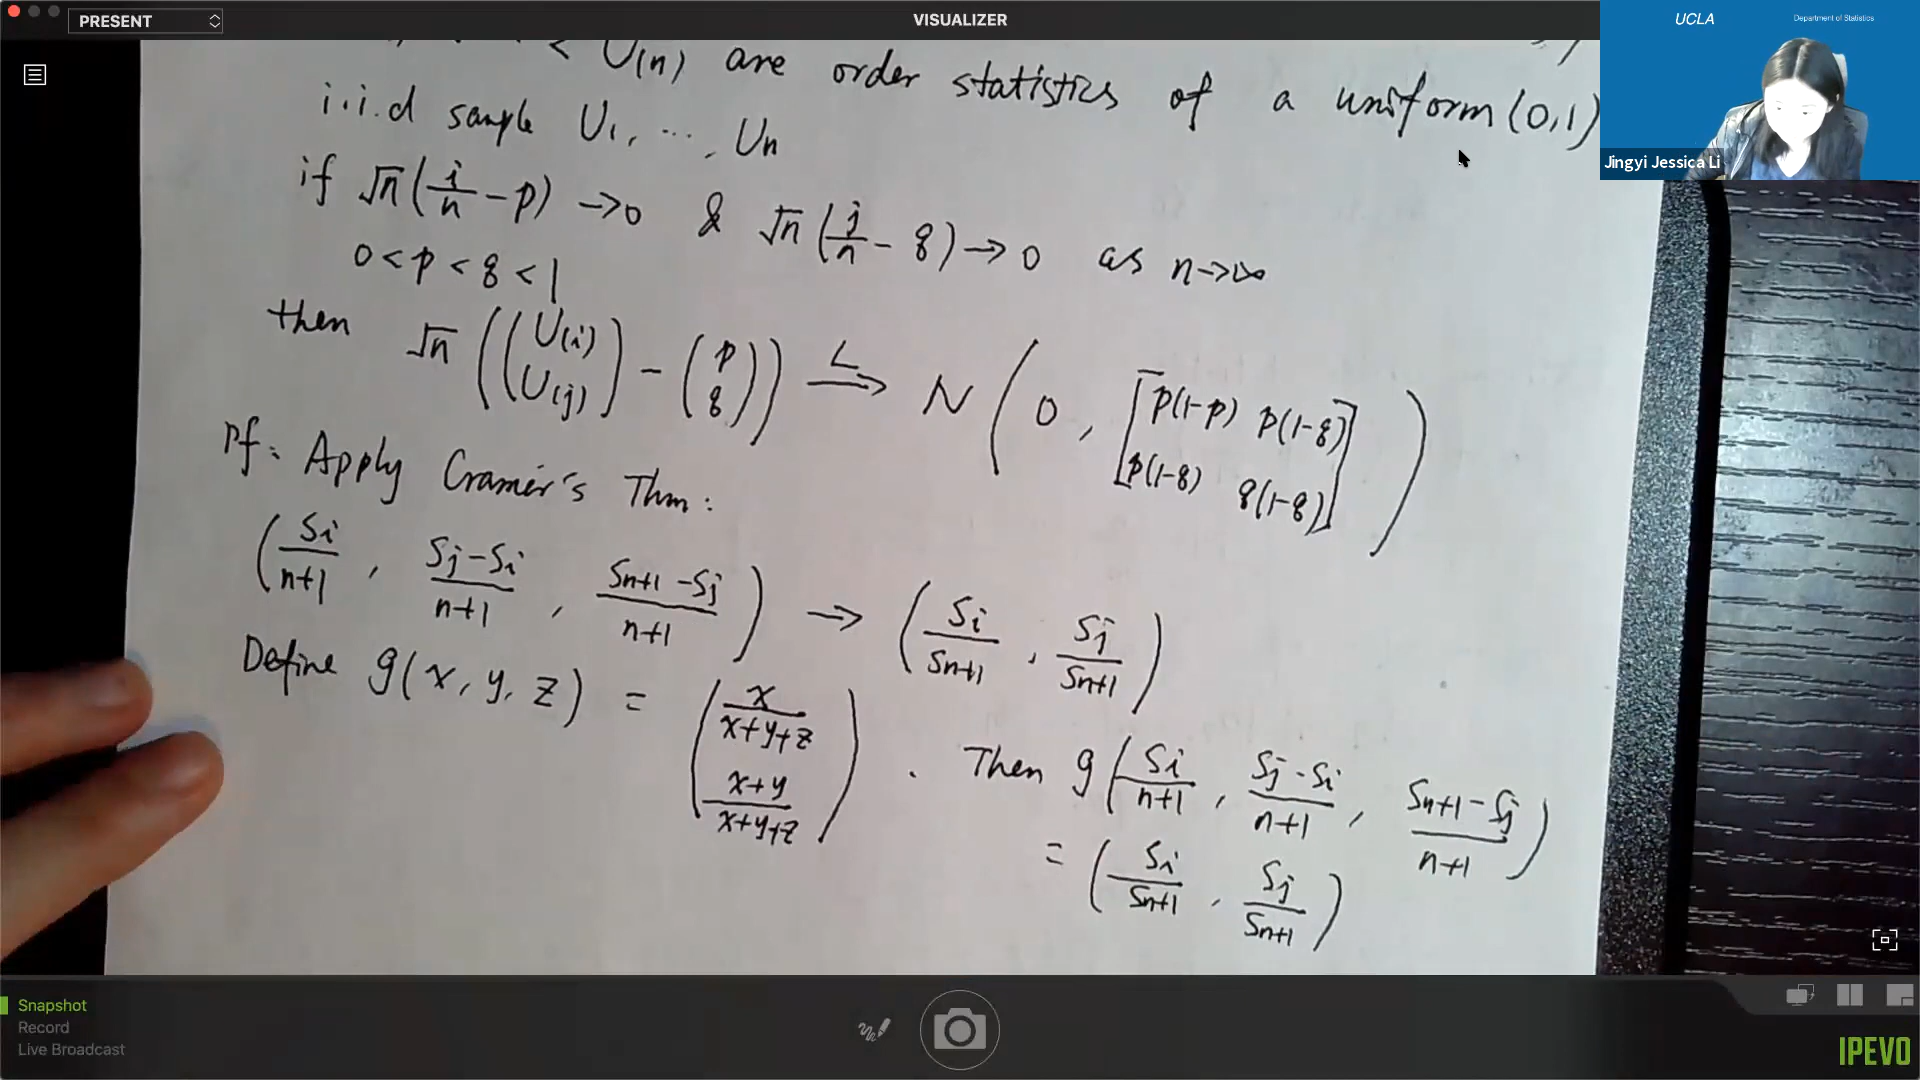 PRESENT
VISUALIZER
UCLA
Department of Statistics
Jingyi Jessica Li
< U(n) are order statistics of a uniform (0,1)
i.i.d sample U1, ..., Un
if √n(i/n - p) → 0 & √n(j/n - q) → 0 as n→∞
0 < p < q < 1
then √n((U(i) U(j)) - (p q)) L⟹ N(0, [p(1-p) p(1-q) p(1-q) q(1-q)])
Pf: Apply Cramér's Thm:
(Si/(n+1), (Sj-Si)/(n+1), (Sn+1-Sj)/(n+1)) → (Si/Sn+1, Sj/Sn+1)
Define g(x, y, z) = (x/(x+y+z) (x+y)/(x+y+z)). Then g(Si/(n+1), (Sj-Si)/(n+1), (Sn+1-Sj)/(n+1))
= (Si/Sn+1, Sj/Sn+1)
Snapshot
Record
Live Broadcast
IPEVO